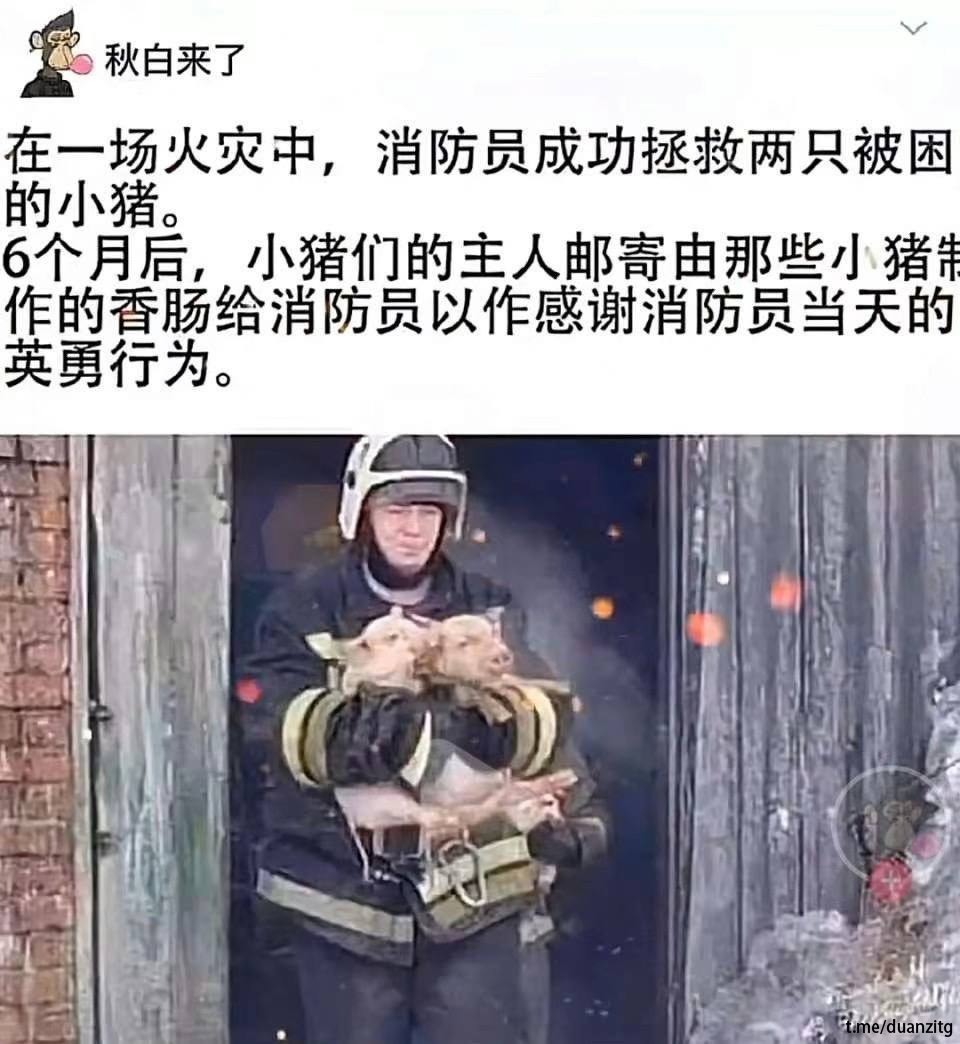 秋白来了
在一场火灾中，消防员成功拯救两只被困
的小猪。
6个月后，小猪们的主人邮寄由那些小猪制
作的香肠给消防员以作感谢消防员当天的
英勇行为。
t.me/duanzitg